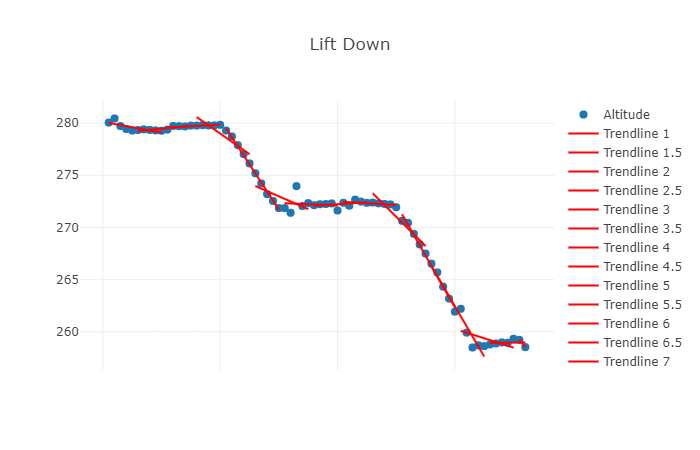 Lift Down
280
275
270
265
260
Altitude
Trendline 1
Trendline 1.5
Trendline 2
Trendline 2.5
Trendline 3
Trendline 3.5
Trendline 4
Trendline 4.5
Trendline 5
Trendline 5.5
Trendline 6
Trendline 6.5
Trendline 7